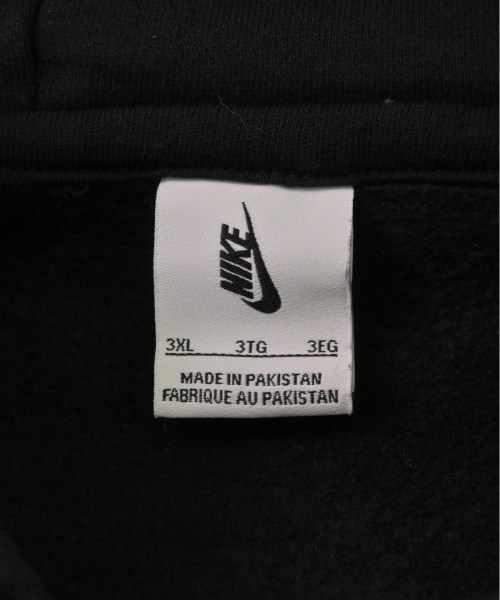 NIKE
3XL 3TG 3EG
MADE IN PAKISTAN
FABRIQUE AU PAKISTAN